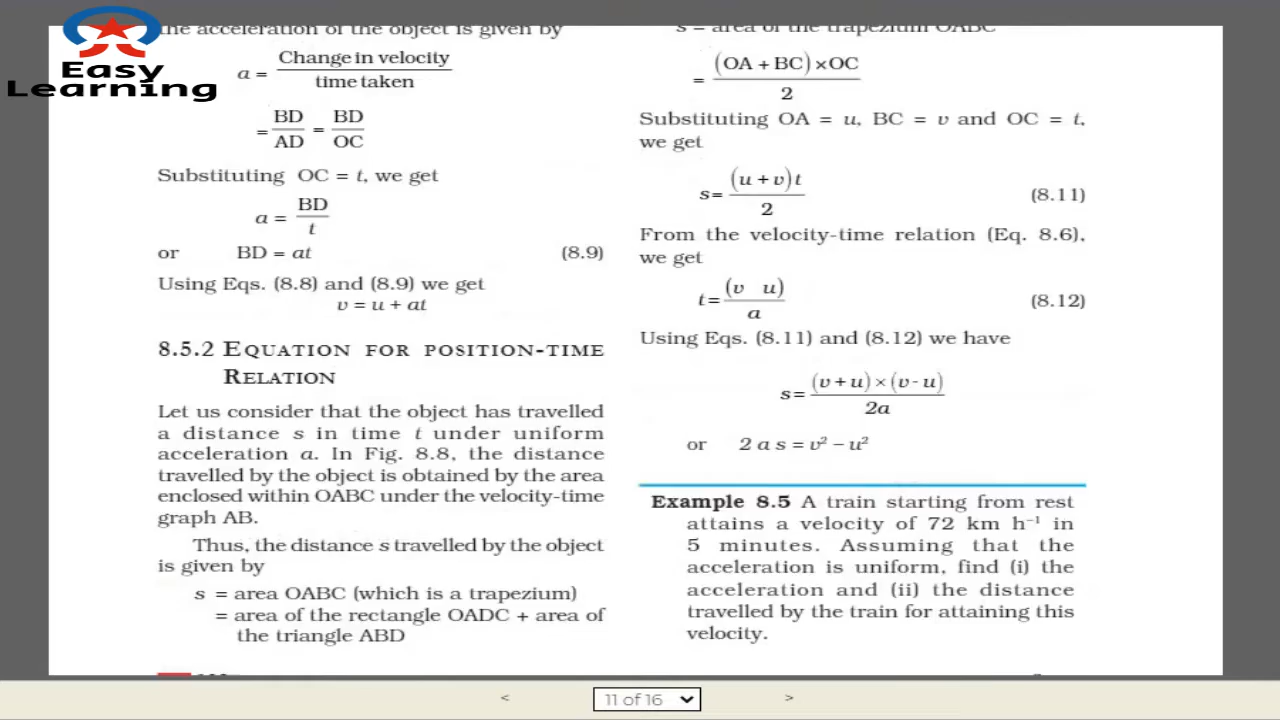 Easy
Learning
the acceleration of the object is given by
a = Change in velocity / time taken
= BD/AD = BD/OC
Substituting OC = t, we get
a = BD/t
or BD = at (8.9)
Using Eqs. (8.8) and (8.9) we get
v = u + at
8.5.2 EQUATION FOR POSITION-TIME
RELATION
Let us consider that the object has travelled
a distance s in time t under uniform
acceleration a. In Fig. 8.8, the distance
travelled by the object is obtained by the area
enclosed within OABC under the velocity-time
graph AB.
Thus, the distance s travelled by the object
is given by
s = area OABC (which is a trapezium)
= area of the rectangle OADC + area of
the triangle ABD
s = area of the trapezium OABC
= (OA + BC) × OC / 2
Substituting OA = u, BC = v and OC = t,
we get
s = (u + v) t / 2 (8.11)
From the velocity-time relation (Eq. 8.6),
we get
t = (v u) / a (8.12)
Using Eqs. (8.11) and (8.12) we have
s = (v + u) × (v - u) / 2a
or 2 a s = v² – u²
Example 8.5 A train starting from rest
attains a velocity of 72 km h⁻¹ in
5 minutes. Assuming that the
acceleration is uniform, find (i) the
acceleration and (ii) the distance
travelled by the train for attaining this
velocity.
< 11 of 16 >